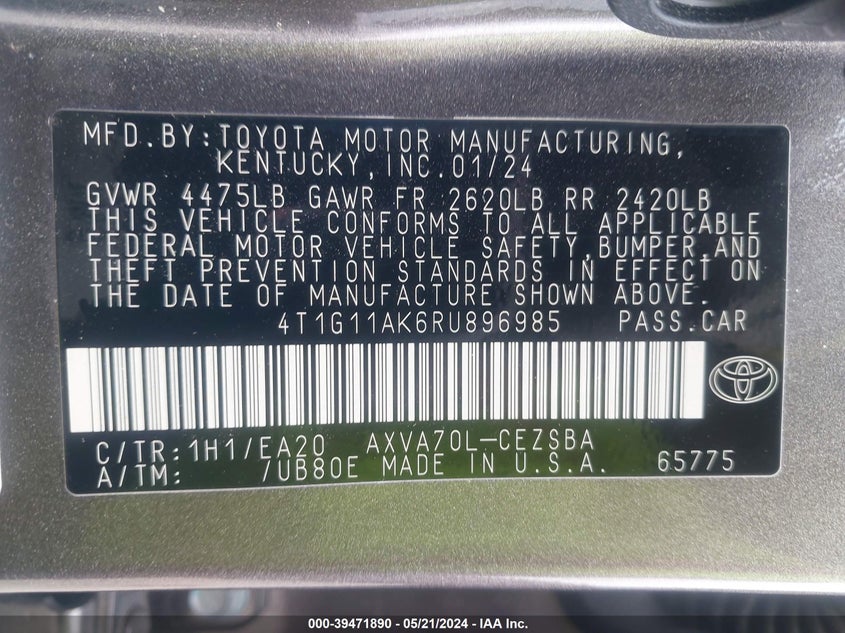 MFD.BY:TOYOTA MOTOR MANUFACTURING,
KENTUCKY,INC.01/24
GVWR 4475LB GAWR FR 2620LB RR 2420LB
THIS VEHICLE CONFORMS TO ALL APPLICABLE
FEDERAL MOTOR VEHICLE SAFETY,BUMPER,AND
THEFT PREVENTION STANDARDS IN EFFECT ON
THE DATE OF MANUFACTURE SHOWN ABOVE.
4T1G11AK6RU896985 PASS.CAR
C/TR:1H1/EA20 AXVA70L-CEZSBA
A/TM: /UB80E MADE IN U.S.A. 65775
000-39471890 - 05/21/2024 - IAA Inc.